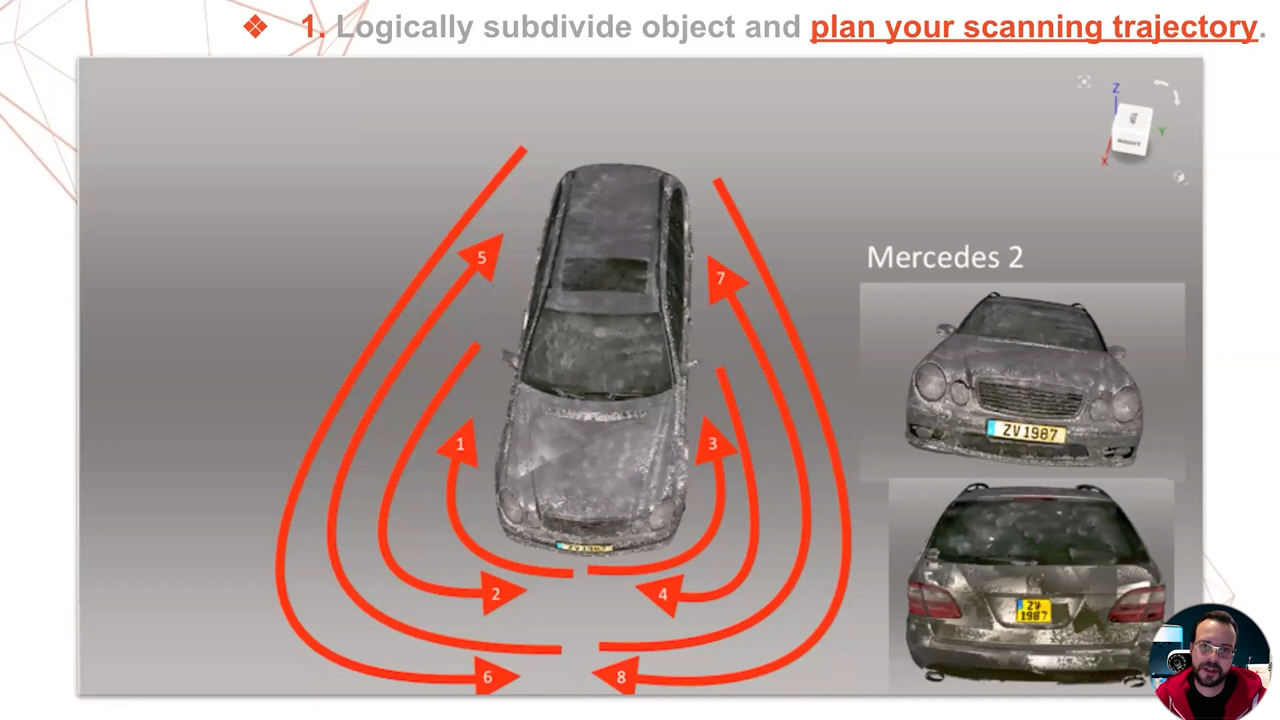 ❖ 1. Logically subdivide object and plan your scanning trajectory.
Z
Y
X
Mercedes 2
5
7
1
3
ZV 1987
2
4
ZV
1987
6
8